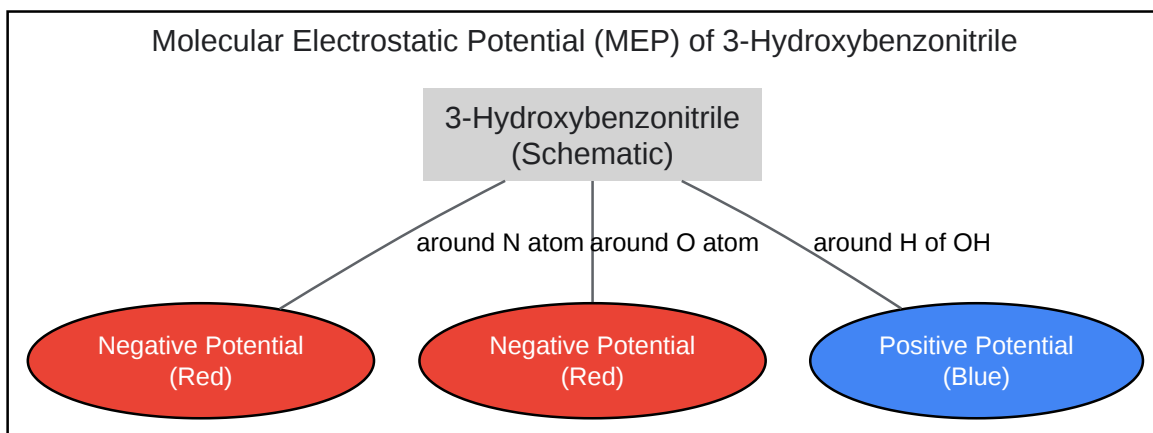 Molecular Electrostatic Potential (MEP) of 3-Hydroxybenzonitrile
3-Hydroxybenzonitrile
(Schematic)
around N atom
around O atom
around H of OH
Negative Potential
(Red)
Negative Potential
(Red)
Positive Potential
(Blue)